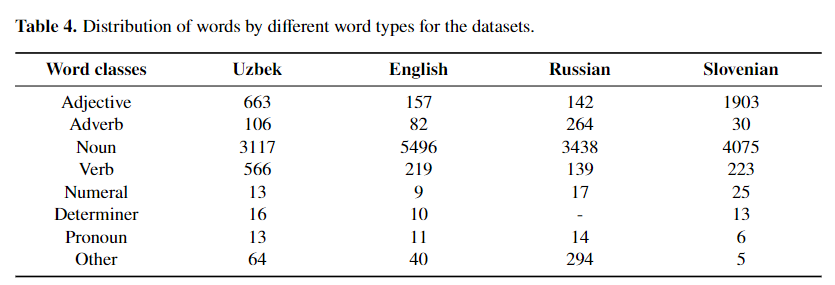 Table 4. Distribution of words by different word types for the datasets.
Word classes Uzbek English Russian Slovenian
Adjective 663 157 142 1903
Adverb 106 82 264 30
Noun 3117 5496 3438 4075
Verb 566 219 139 223
Numeral 13 9 17 25
Determiner 16 10 - 13
Pronoun 13 11 14 6
Other 64 40 294 5